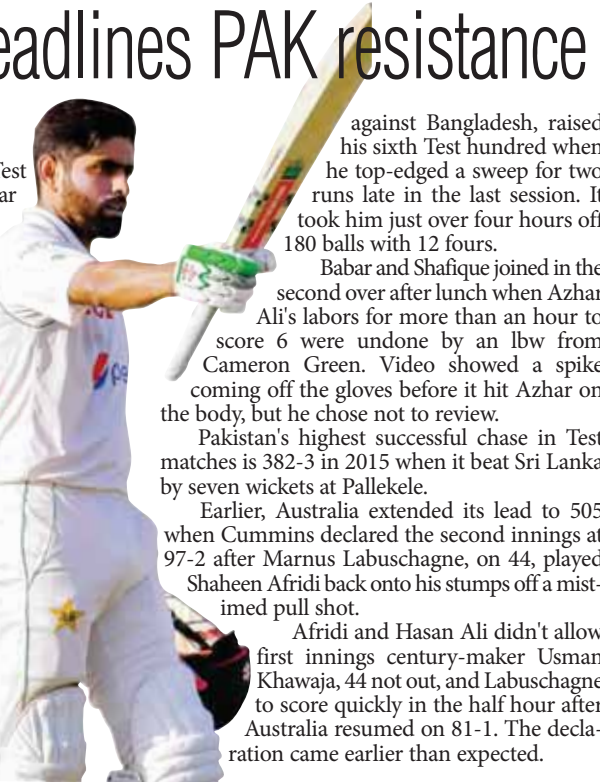 eadlines PAK resistance
Test
ar
against Bangladesh, raised
his sixth Test hundred when
he top-edged a sweep for two
runs late in the last session. It
took him just over four hours off
180 balls with 12 fours.
Babar and Shafique joined in the
second over after lunch when Azhar
Ali's labors for more than an hour to
score 6 were undone by an lbw from
Cameron Green. Video showed a spike
coming off the gloves before it hit Azhar on
the body, but he chose not to review.
Pakistan's highest successful chase in Test
matches is 382-3 in 2015 when it beat Sri Lanka
by seven wickets at Pallekele.
Earlier, Australia extended its lead to 505
when Cummins declared the second innings at
97-2 after Marnus Labuschagne, on 44, played
Shaheen Afridi back onto his stumps off a mist-
imed pull shot.
Afridi and Hasan Ali didn't allow
first innings century-maker Usman
Khawaja, 44 not out, and Labuschagne
to score quickly in the half hour after
Australia resumed on 81-1. The decla-
ration came earlier than expected.